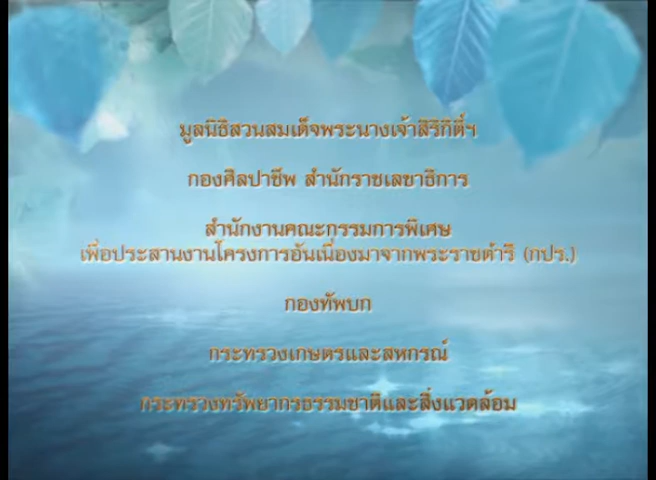 มูลนิธิสวนสมเด็จพระนางเจ้าสิริกิติ์ฯ
กองศิลปาชีพ สำนักราชเลขาธิการ
สำนักงานคณะกรรมการพิเศษ
เพื่อประสานงานโครงการอันเนื่องมาจากพระราชดำริ (กปร.)
กองทัพบก
กระทรวงเกษตรและสหกรณ์
กระทรวงทรัพยากรธรรมชาติและสิ่งแวดล้อม